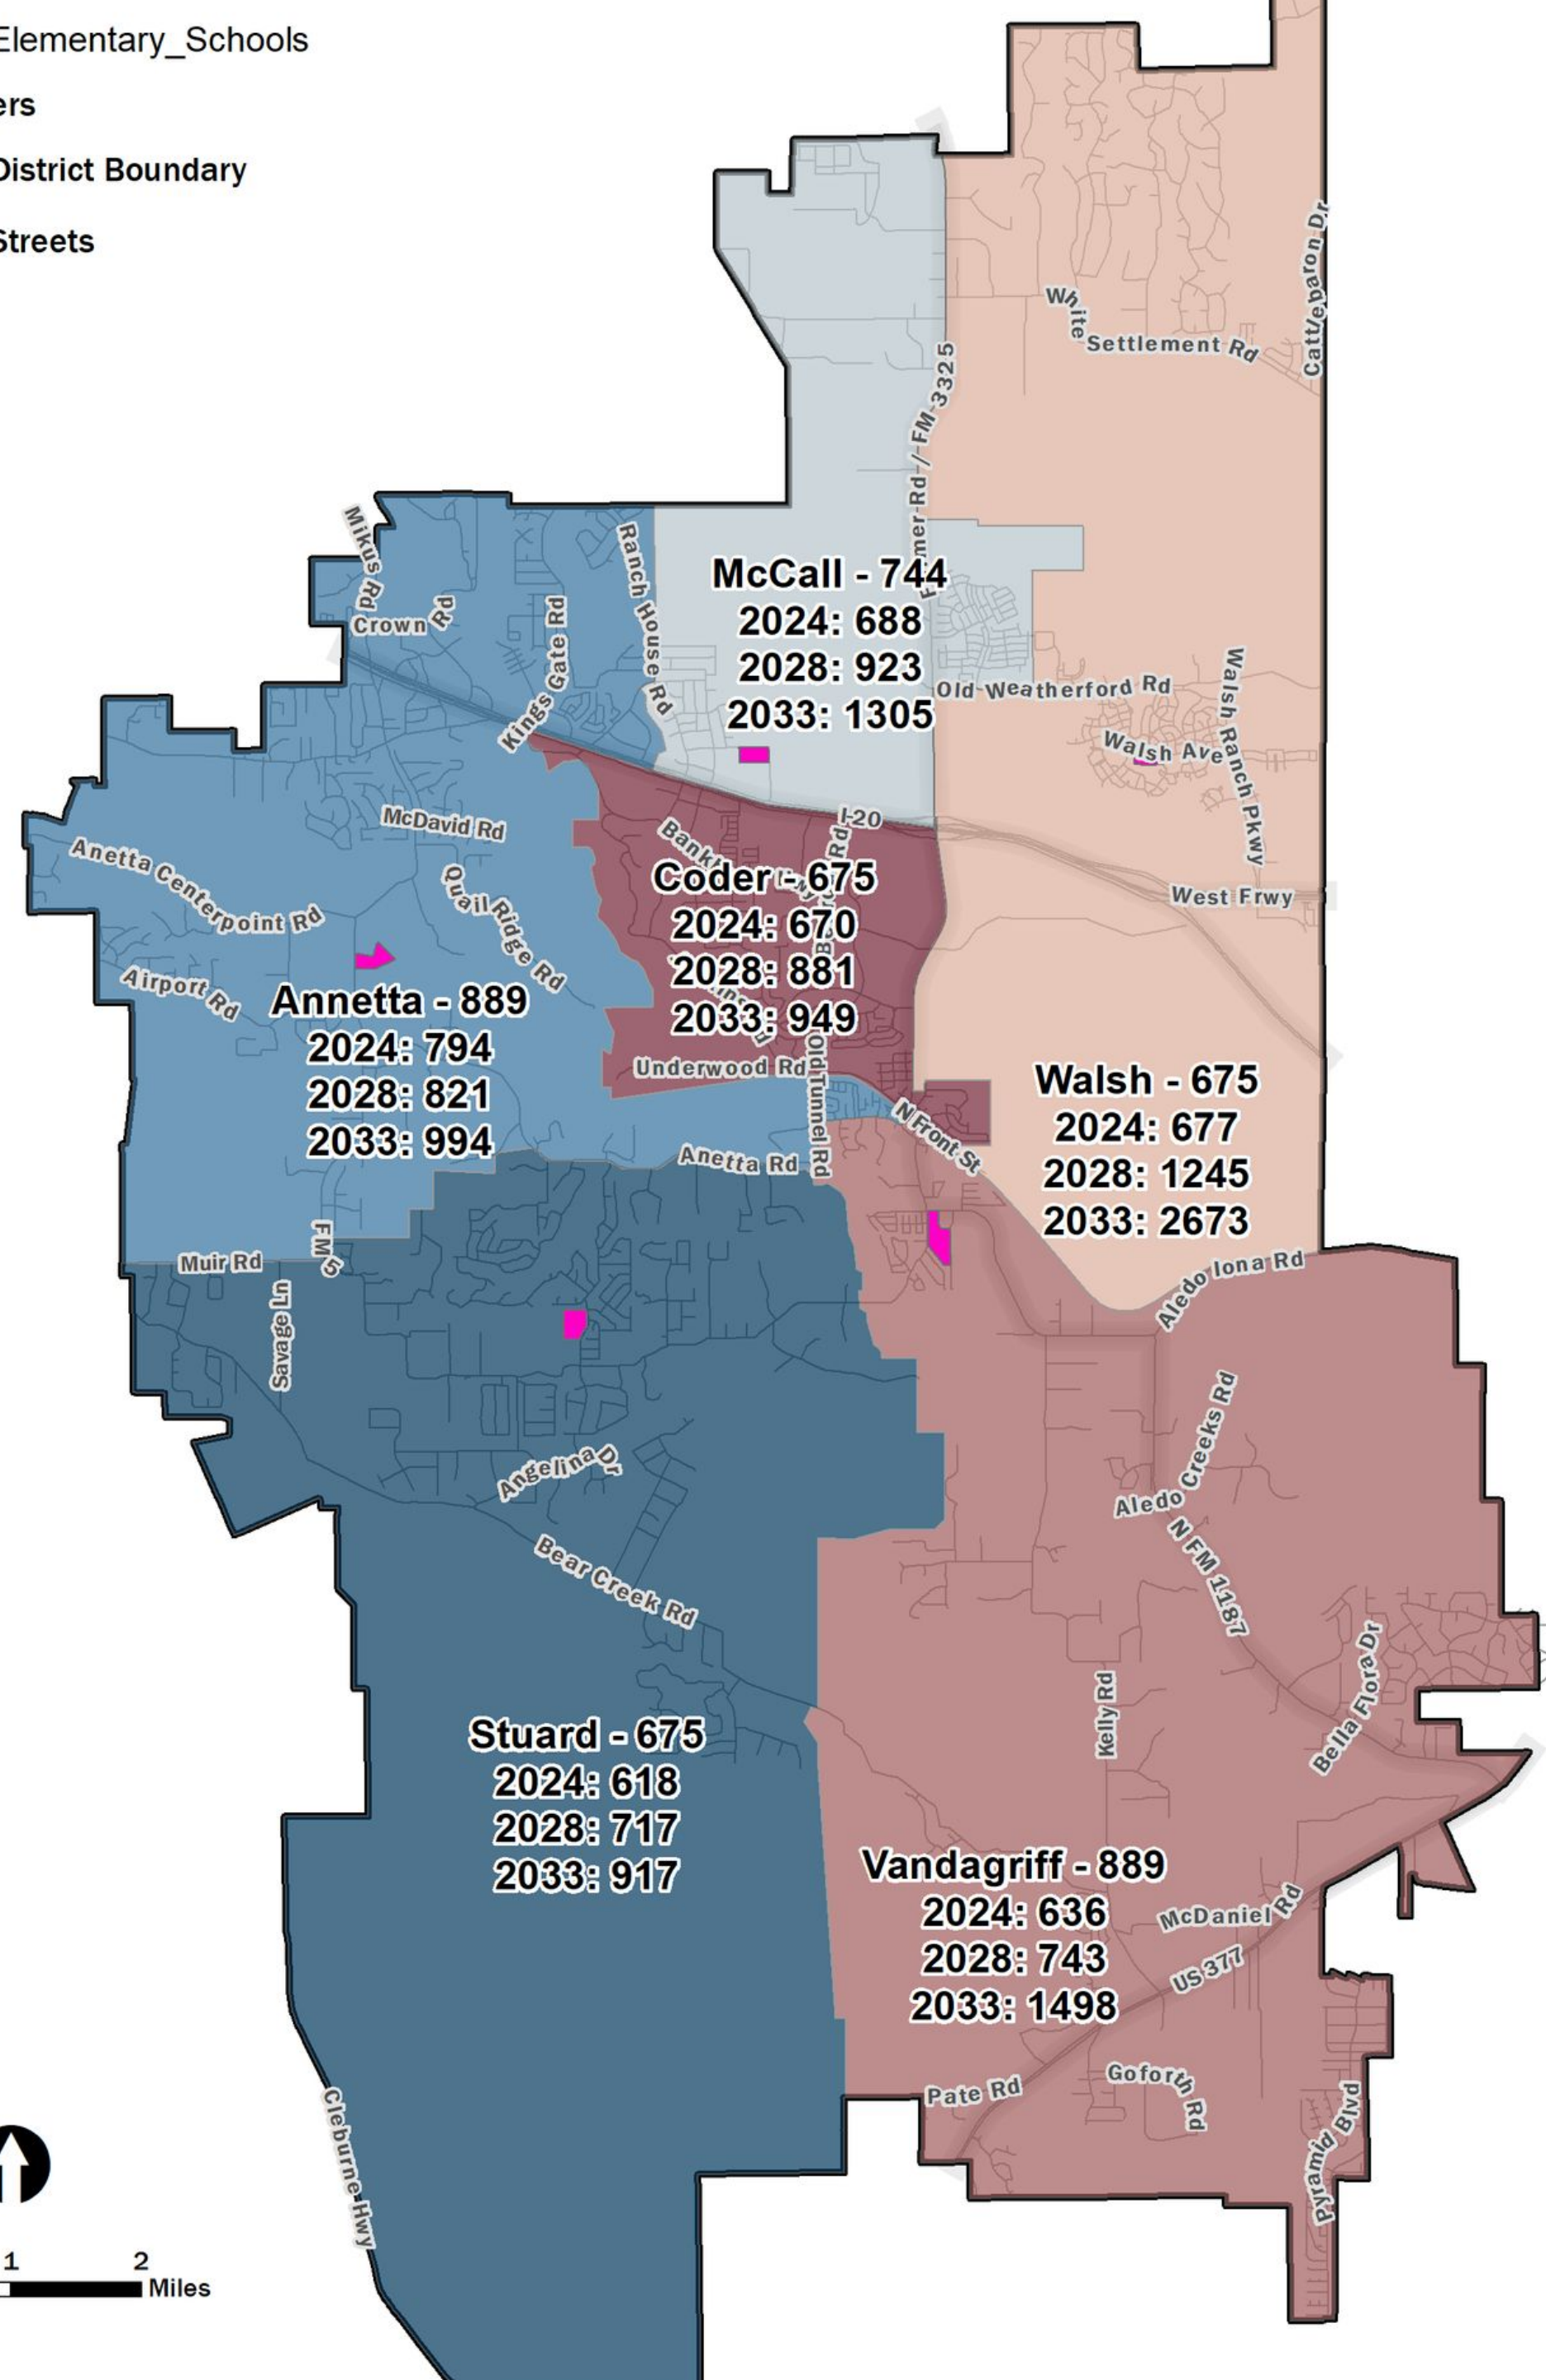 Elementary_Schools
ers
District Boundary
Streets
Cattlebaron Dr
White Settlement Rd
Farmer Rd / FM 3325
Mikus Rd
Crown Rd
Kings Gate Rd
Ranch House Rd
McCall - 744
2024: 688
2028: 923
2033: 1305
Old Weatherford Rd
Walsh Ranch Pkwy
Walsh Ave
I-20
McDavid Rd
Anetta Centerpoint Rd
Quail Ridge Rd
Airport Rd
West Frwy
Coder - 675
2024: 670
2028: 881
2033: 949
Annetta - 889
2024: 794
2028: 821
2033: 994
Underwood Rd
Old Tunnel Rd
N Front St
Anetta Rd
Walsh - 675
2024: 677
2028: 1245
2033: 2673
FM 5
Muir Rd
Savage Ln
Aledo Iona Rd
Aledo Creeks Rd
Angelina Dr
Bear Creek Rd
N FM 1187
Bella Flora Dr
Kelly Rd
Stuard - 675
2024: 618
2028: 717
2033: 917
Vandagriff - 889
2024: 636
2028: 743
2033: 1498
McDaniel Rd
US 377
Pate Rd
Goforth Rd
Pyramid Blvd
Cleburne Hwy
1 2
Miles